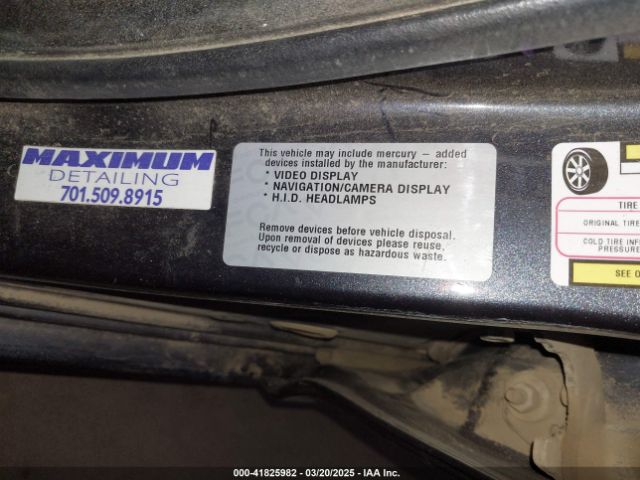 MAXIMUM
DETAILING
701.509.8915
This vehicle may include mercury – added
devices installed by the manufacturer:
• VIDEO DISPLAY
• NAVIGATION/CAMERA DISPLAY
• H.I.D. HEADLAMPS
Remove devices before vehicle disposal.
Upon removal of devices please reuse,
recycle or dispose as hazardous waste.
TIRE
ORIGINAL TIRE
COLD TIRE INF
PRESSURE
SEE O
000-41825982 — 03/20/2025 — IAA Inc.